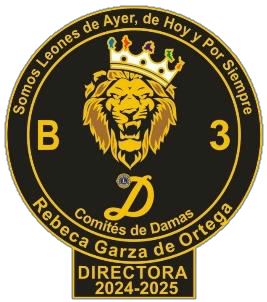 Somos Leones de Ayer, de Hoy y Por Siempre
B 3
D
Comités de Damas
Rebeca Garza de Ortega
DIRECTORA
2024-2025